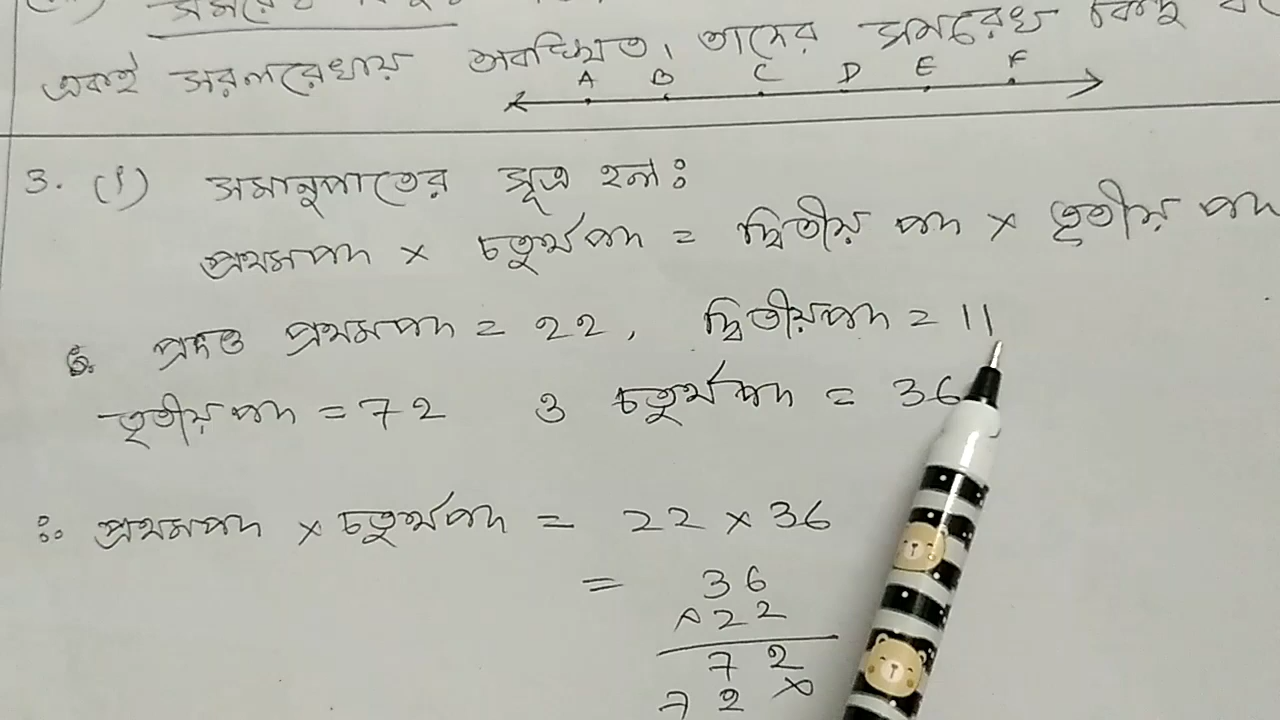 একই সরলরেখায় অবস্থিত, তাদের সমরেখ বিন্দু
A B C D E F
3. (i) সমানুপাতের সূত্র হল ঃ
প্রথমপদ × চতুর্থপদ = দ্বিতীয় পদ × তৃতীয় পদ
প্রদত্ত প্রথমপদ = 22, দ্বিতীয়পদ = 11
তৃতীয়পদ = 72 ও চতুর্থপদ = 36
∴ প্রথমপদ × চতুর্থপদ = 22 × 36
= 36
×22
72
72×